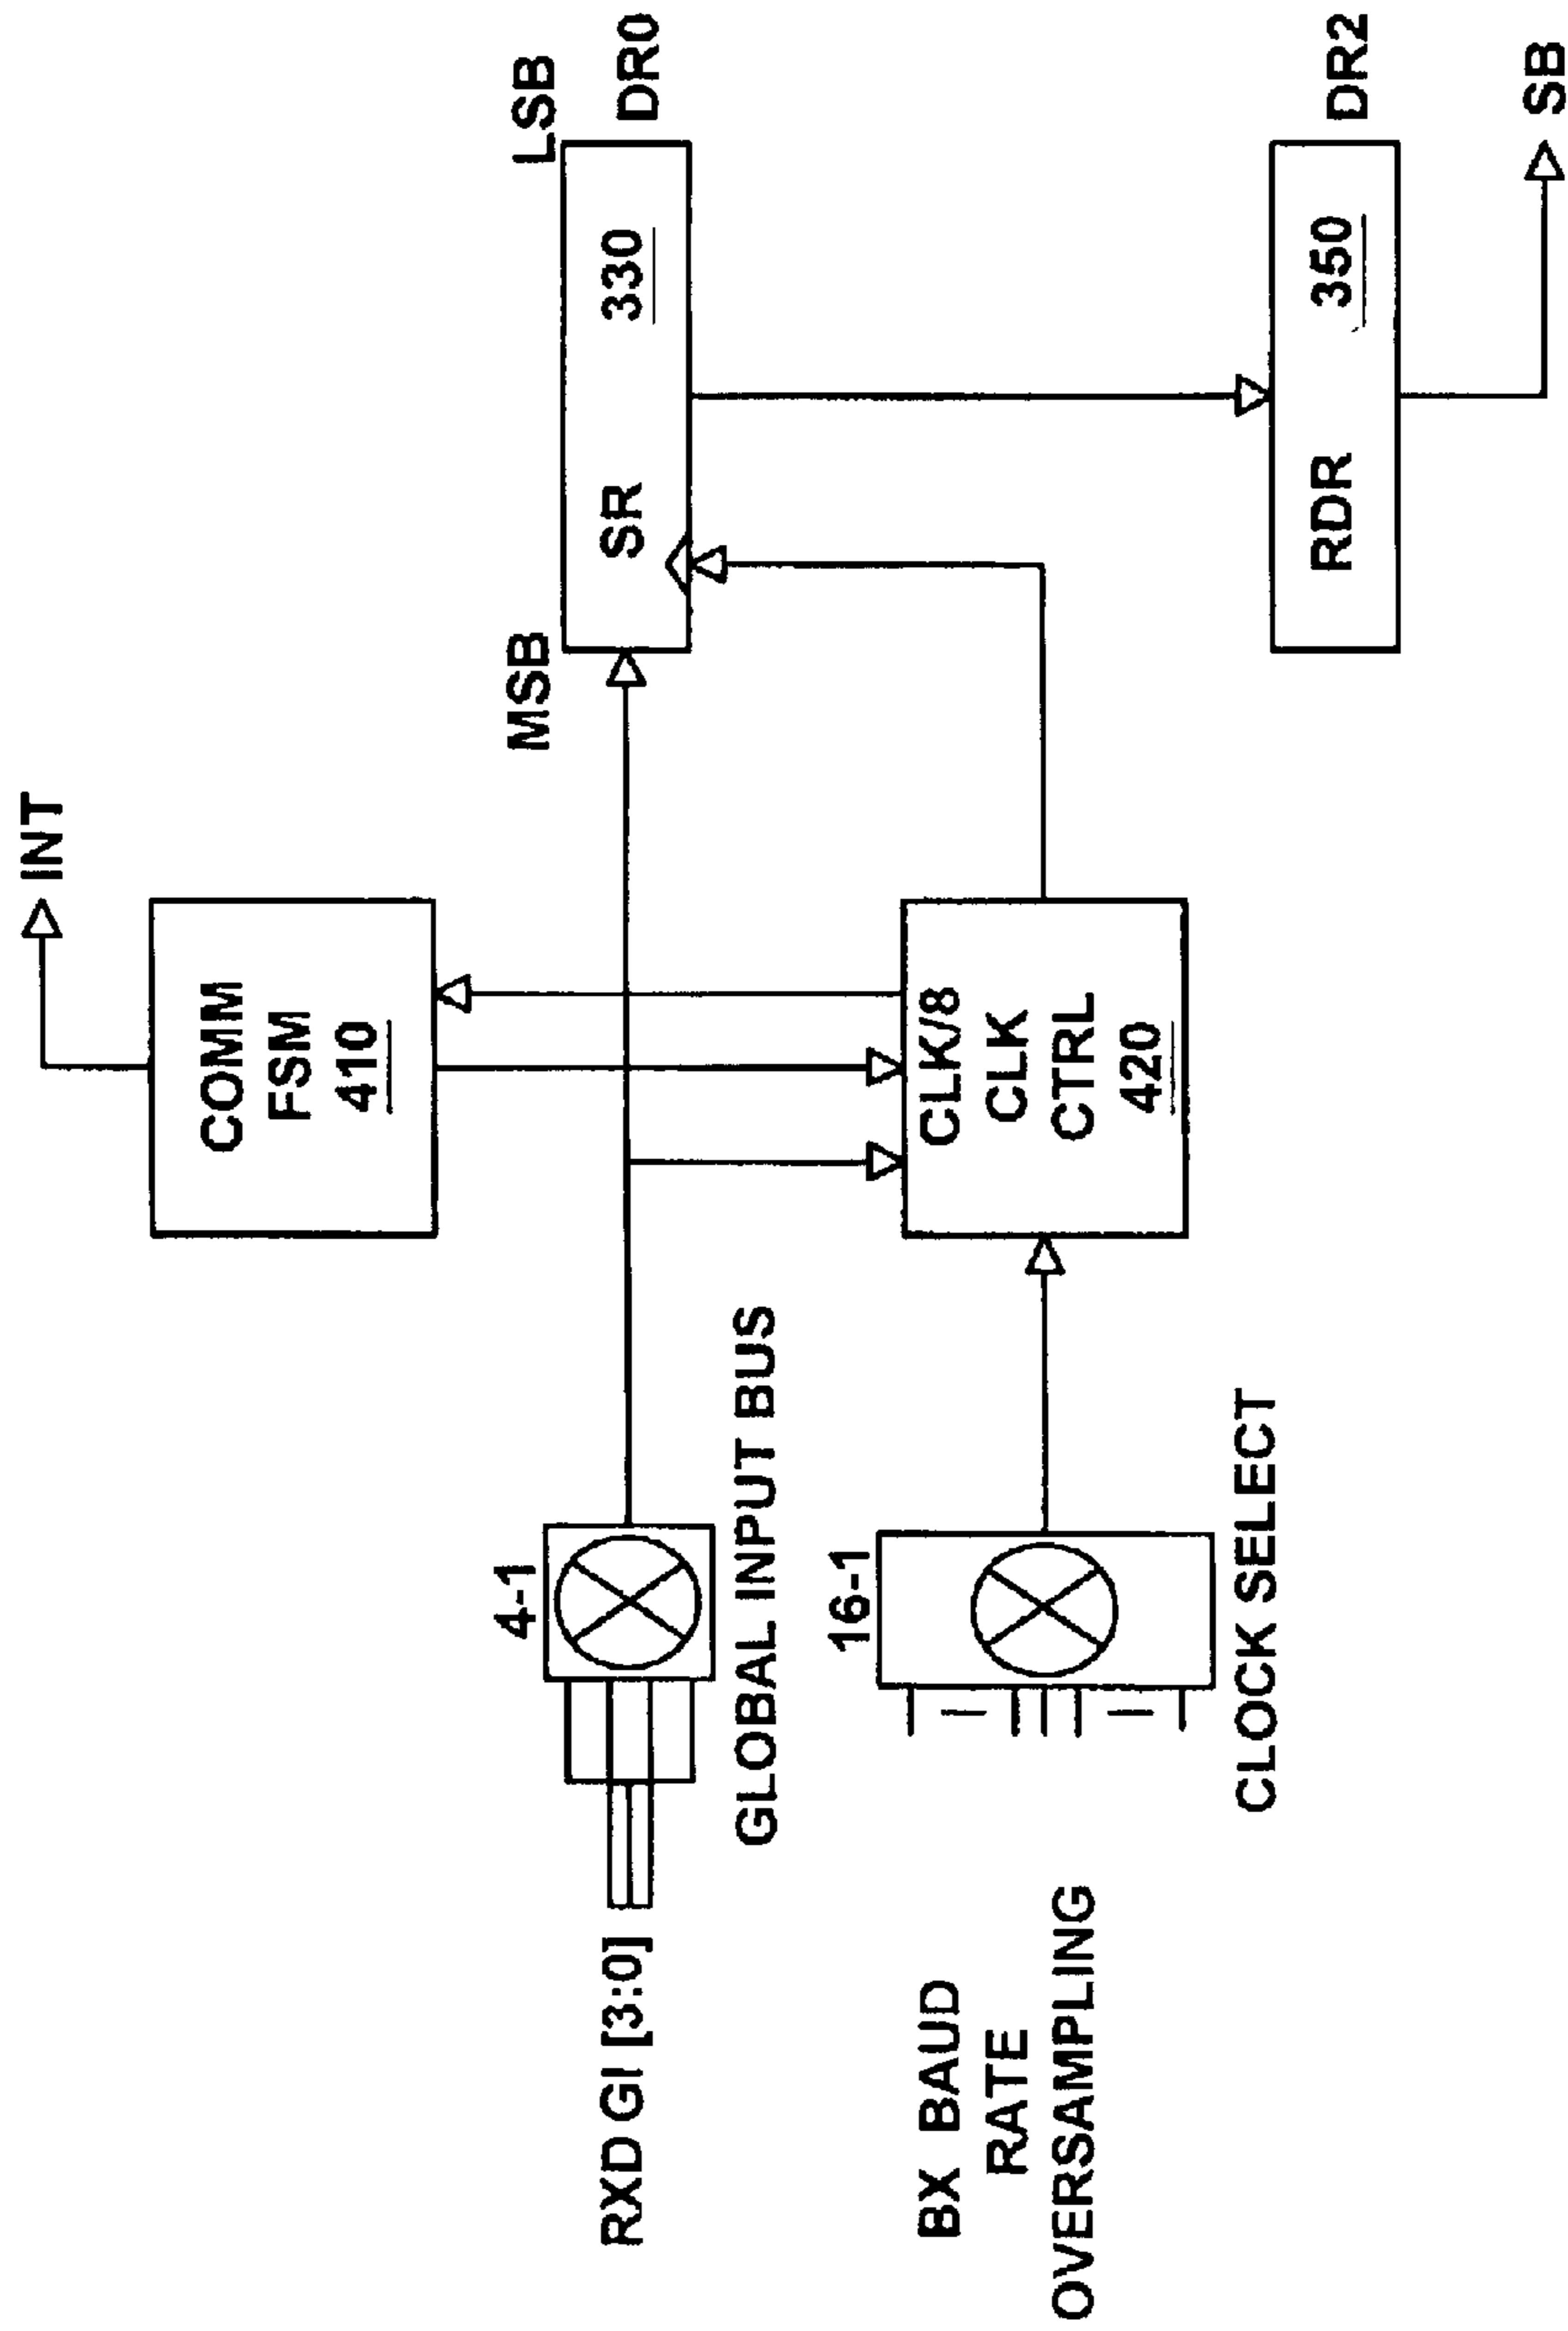 INT
COMM
FSM
410
MSB
LSB
SR 330
DR0
4-1
RXD GI [3:0]
GLOBAL INPUT BUS
16-1
BX BAUD
RATE
OVERSAMPLING
CLK/8
CLK
CTRL
420
CLOCK SELECT
RDR 350
DR2
SB